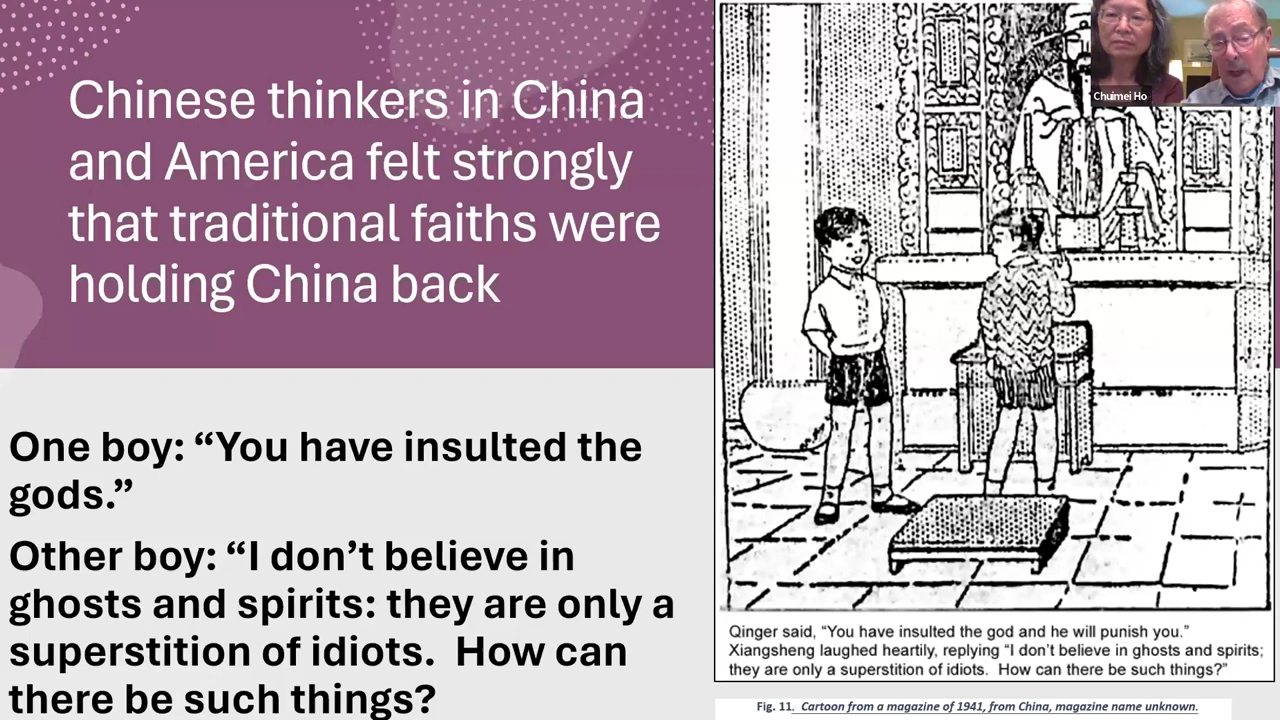 Chinese thinkers in China
and America felt strongly
that traditional faiths were
holding China back
One boy: “You have insulted the
gods.”
Other boy: “I don’t believe in
ghosts and spirits: they are only a
superstition of idiots.  How can
there be such things?
Chuimei Ho
Qinger said, “You have insulted the god and he will punish you.”
Xiangsheng laughed heartily, replying “I don’t believe in ghosts and spirits;
they are only a superstition of idiots.  How can there be such things?”
Fig. 11. Cartoon from a magazine of 1941, from China, magazine name unknown.